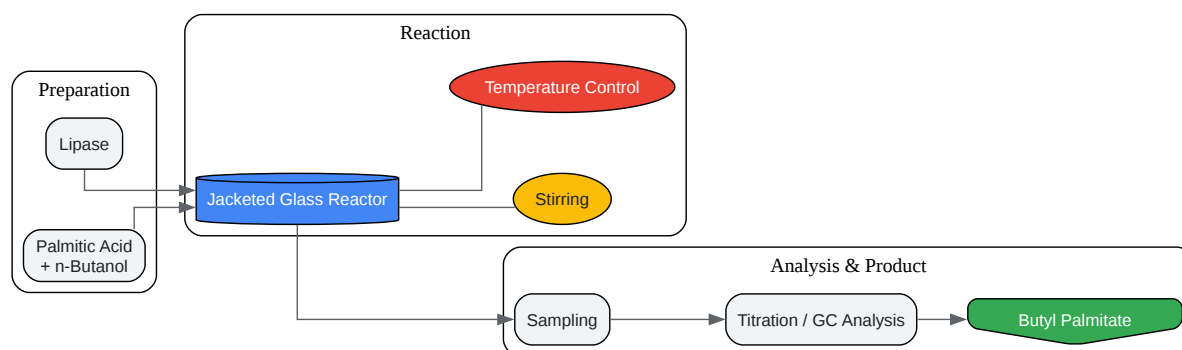 Preparation
Lipase
Palmitic Acid
+ n-Butanol
Reaction
Temperature Control
Jacketed Glass Reactor
Stirring
Analysis & Product
Sampling
Titration / GC Analysis
Butyl Palmitate